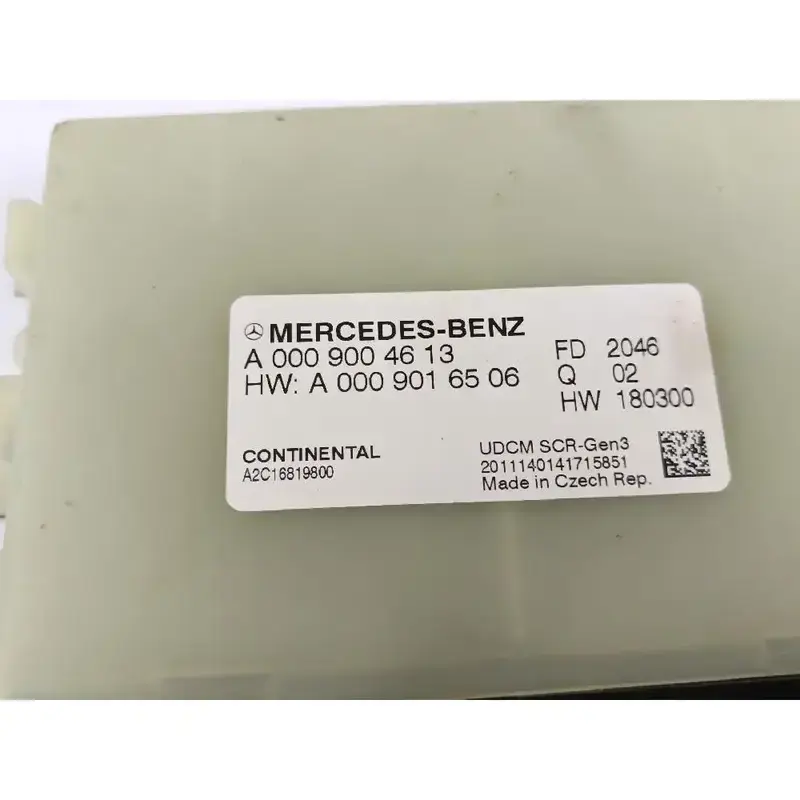 MERCEDES-BENZ
A 000 900 46 13
HW: A 000 901 65 06
FD 2046
Q 02
HW 180300
CONTINENTAL
A2C16819800
UDCM SCR-Gen3
2011140141715851
Made in Czech Rep.